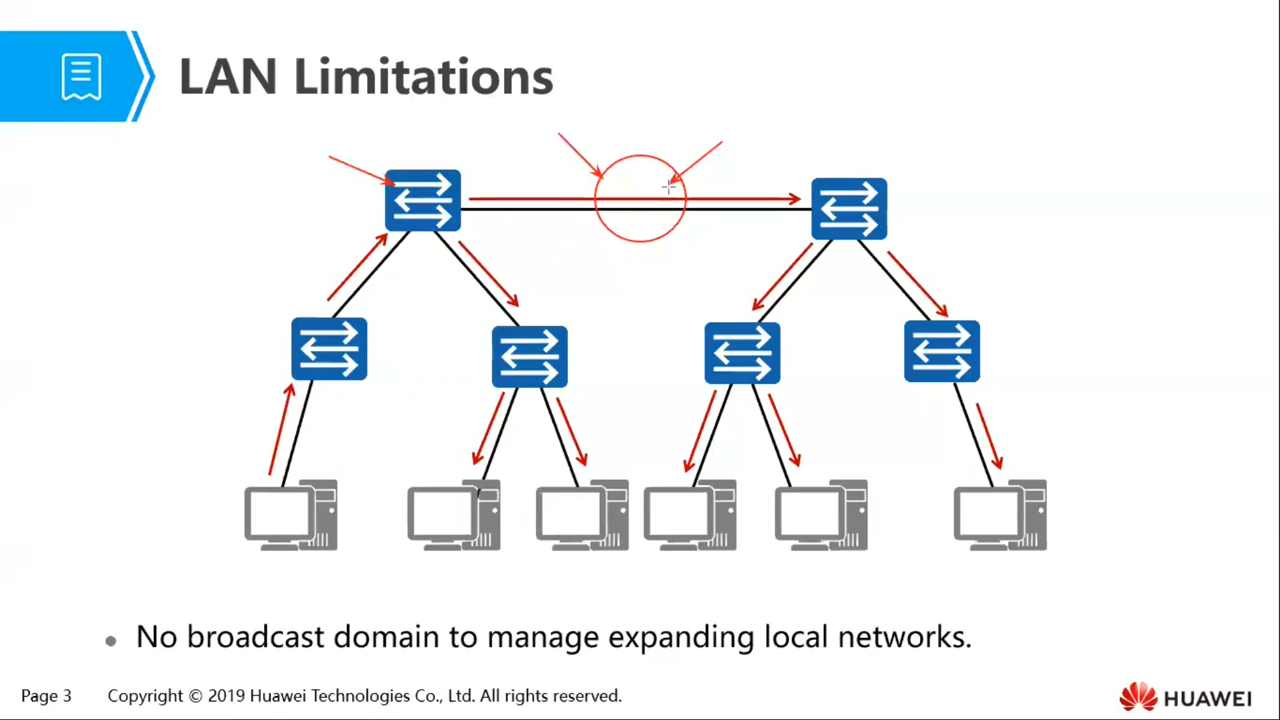 LAN Limitations
No broadcast domain to manage expanding local networks.
Page 3 Copyright © 2019 Huawei Technologies Co., Ltd. All rights reserved.
HUAWEI